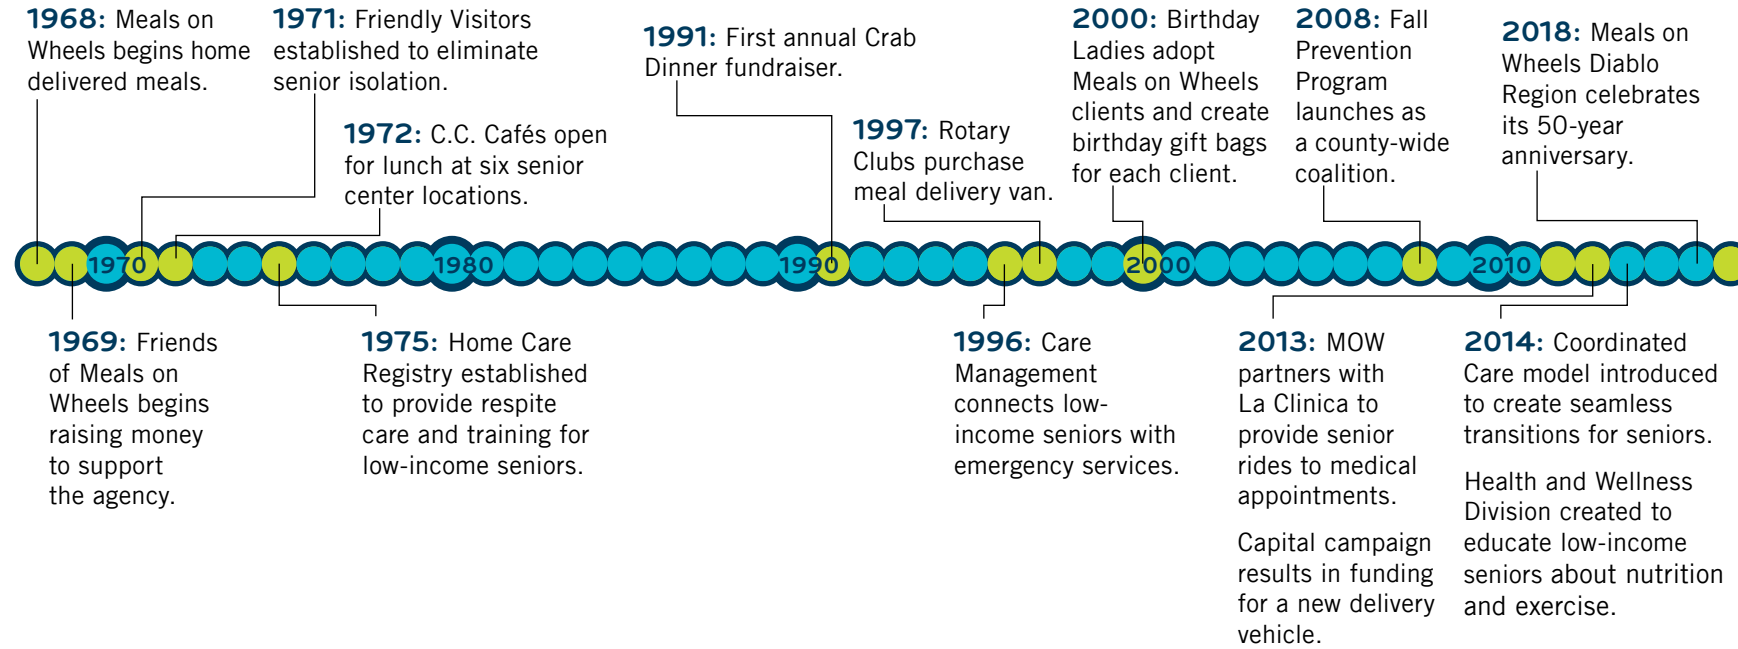 1968: Meals on
Wheels begins home
delivered meals.
1971: Friendly Visitors
established to eliminate
senior isolation.
1972: C.C. Cafés open
for lunch at six senior
center locations.
1991: First annual Crab
Dinner fundraiser.
1997: Rotary
Clubs purchase
meal delivery van.
2000: Birthday
Ladies adopt
Meals on Wheels
clients and create
birthday gift bags
for each client.
2008: Fall
Prevention
Program
launches as
a county-wide
coalition.
2018: Meals on
Wheels Diablo
Region celebrates
its 50-year
anniversary.
1970
1980
1990
2000
2010
1969: Friends
of Meals on
Wheels begins
raising money
to support
the agency.
1975: Home Care
Registry established
to provide respite
care and training for
low-income seniors.
1996: Care
Management
connects low-
income seniors with
emergency services.
2013: MOW
partners with
La Clinica to
provide senior
rides to medical
appointments.
Capital campaign
results in funding
for a new delivery
vehicle.
2014: Coordinated
Care model introduced
to create seamless
transitions for seniors.
Health and Wellness
Division created to
educate low-income
seniors about nutrition
and exercise.